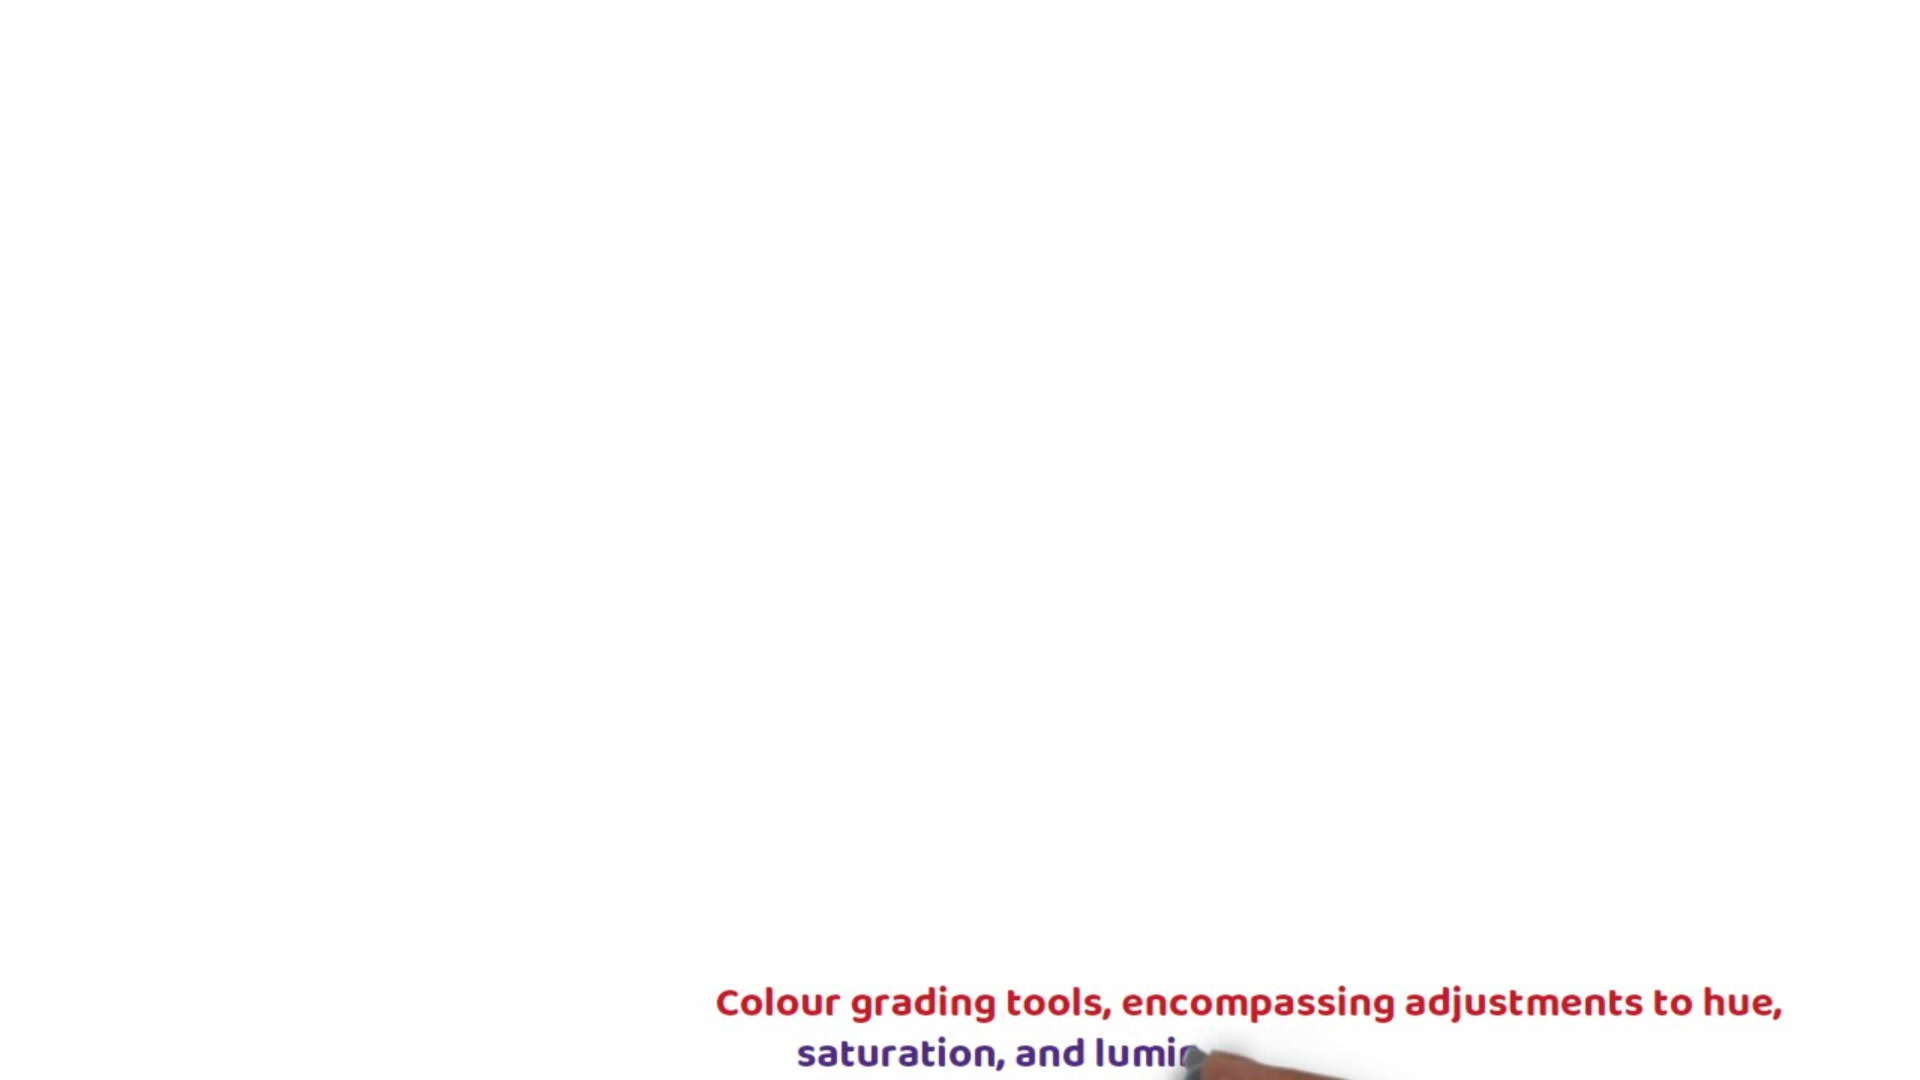 Colour grading tools, encompassing adjustments to hue,
saturation, and